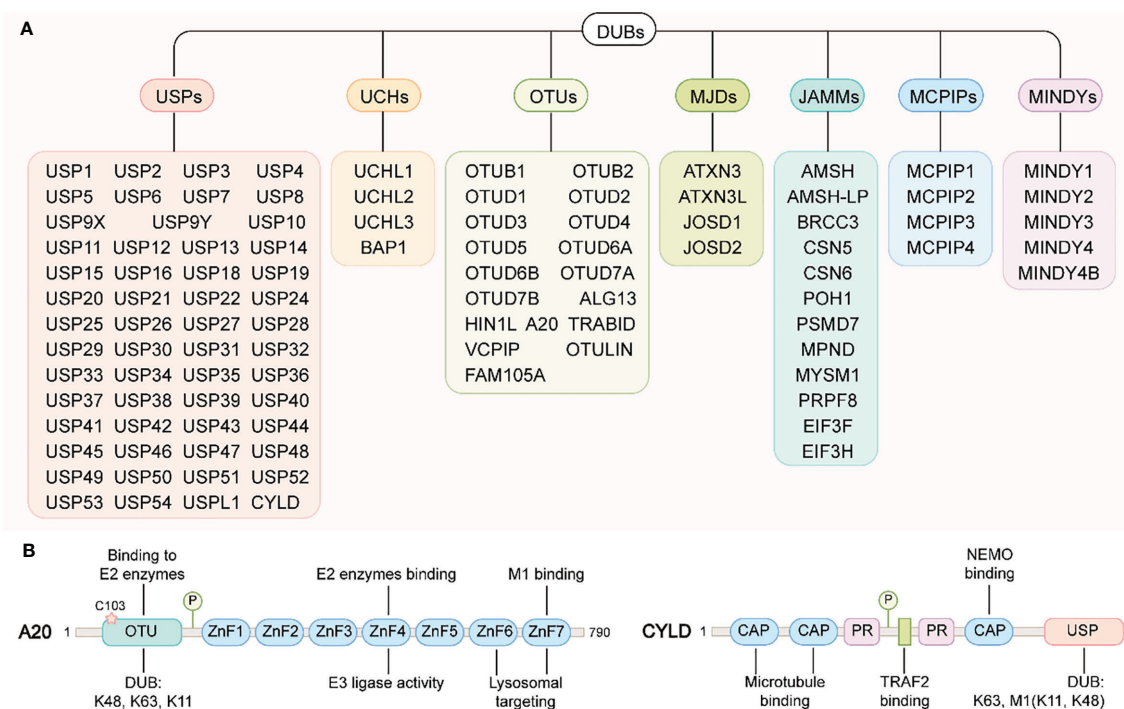 A
DUBs
USPs
UCHs
OTUs
MJDs
JAMMs
MCPIPs
MINDYs
USP1 USP2 USP3 USP4
USP5 USP6 USP7 USP8
USP9X USP9Y USP10
USP11 USP12 USP13 USP14
USP15 USP16 USP18 USP19
USP20 USP21 USP22 USP24
USP25 USP26 USP27 USP28
USP29 USP30 USP31 USP32
USP33 USP34 USP35 USP36
USP37 USP38 USP39 USP40
USP41 USP42 USP43 USP44
USP45 USP46 USP47 USP48
USP49 USP50 USP51 USP52
USP53 USP54 USPL1 CYLD
UCHL1
UCHL2
UCHL3
BAP1
OTUB1 OTUB2
OTUD1 OTUD2
OTUD3 OTUD4
OTUD5 OTUD6A
OTUD6B OTUD7A
OTUD7B ALG13
HIN1L A20 TRABID
VCPIP OTULIN
FAM105A
ATXN3
ATXN3L
JOSD1
JOSD2
AMSH
AMSH-LP
BRCC3
CSN5
CSN6
POH1
PSMD7
MPND
MYSM1
PRPF8
EIF3F
EIF3H
MCPIP1
MCPIP2
MCPIP3
MCPIP4
MINDY1
MINDY2
MINDY3
MINDY4
MINDY4B
B
Binding to
E2 enzymes
E2 enzymes binding
M1 binding
C103
P
A20 1 OTU ZnF1 ZnF2 ZnF3 ZnF4 ZnF5 ZnF6 ZnF7 790
DUB:
K48, K63, K11
E3 ligase activity
Lysosomal
targeting
NEMO
binding
P
CYLD 1 CAP CAP PR PR CAP USP
Microtubule
binding
TRAF2
binding
DUB:
K63, M1(K11, K48)